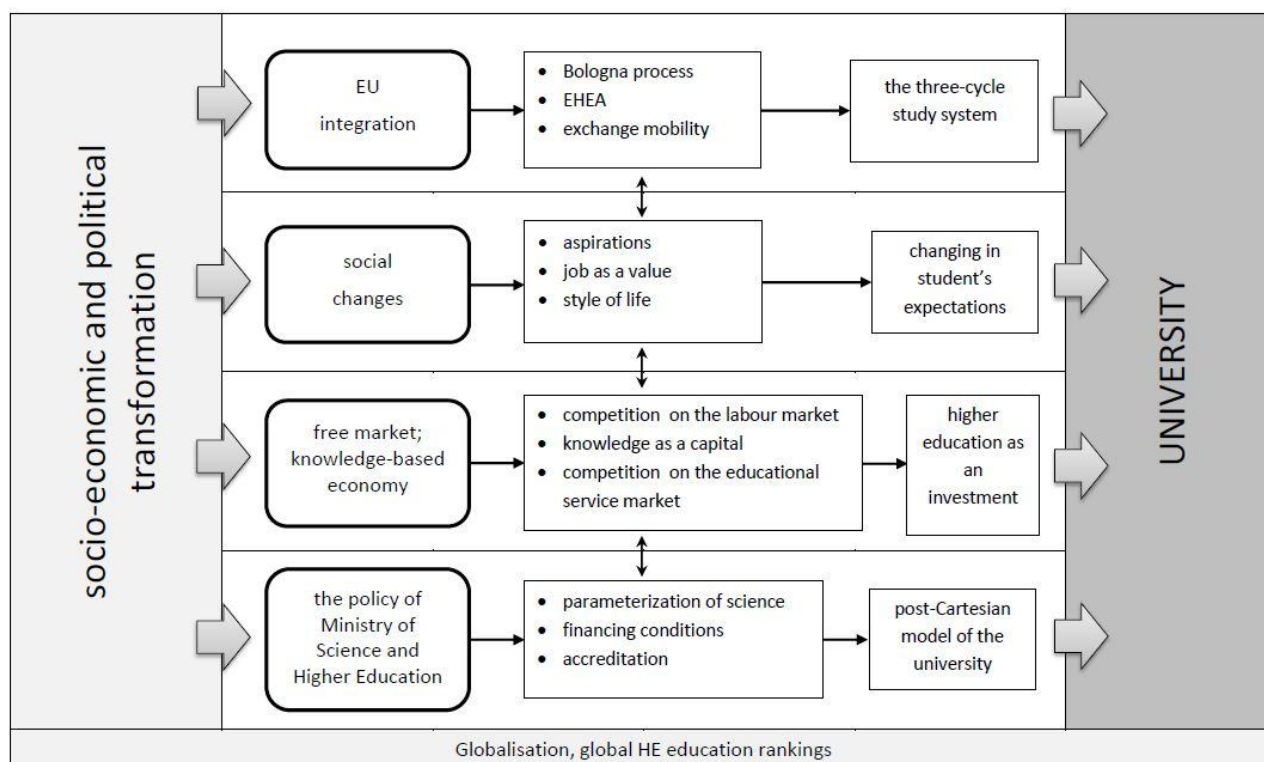 socio-economic and political
transformation
EU
integration
• Bologna process
• EHEA
• exchange mobility
the three-cycle
study system
social
changes
• aspirations
• job as a value
• style of life
changing in
student's
expectations
free market;
knowledge-based
economy
• competition on the labour market
• knowledge as a capital
• competition on the educational
service market
higher
education as
an
investment
the policy of
Ministry of
Science and
Higher Education
• parameterization of science
• financing conditions
• accreditation
post-Cartesian
model of the
university
UNIVERSITY
Globalisation, global HE education rankings